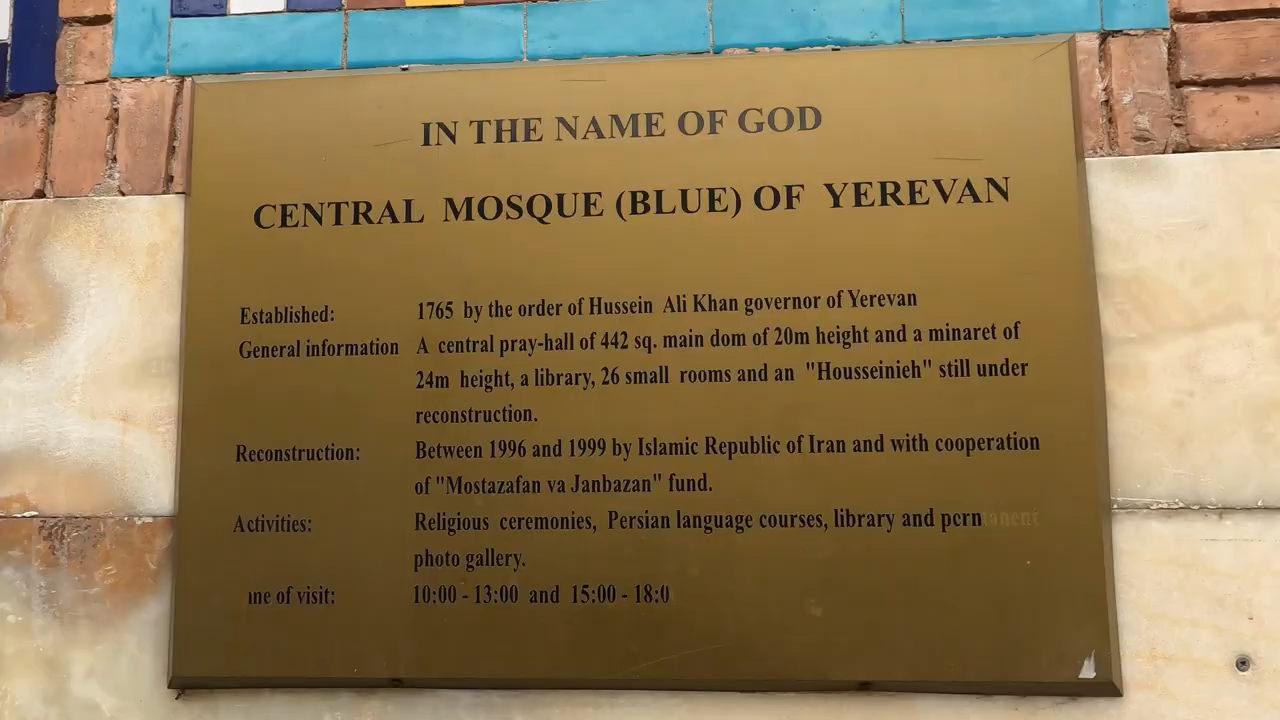 IN THE NAME OF GOD
CENTRAL MOSQUE (BLUE) OF YEREVAN
Established: 1765 by the order of Hussein Ali Khan governor of Yerevan
General information A central pray-hall of 442 sq. main dom of 20m height and a minaret of
24m height, a library, 26 small rooms and an "Housseinieh" still under
reconstruction.
Reconstruction: Between 1996 and 1999 by Islamic Republic of Iran and with cooperation
of "Mostazafan va Janbazan" fund.
Activities: Religious ceremonies, Persian language courses, library and permanent
photo gallery.
me of visit: 10:00 - 13:00 and 15:00 - 18:0